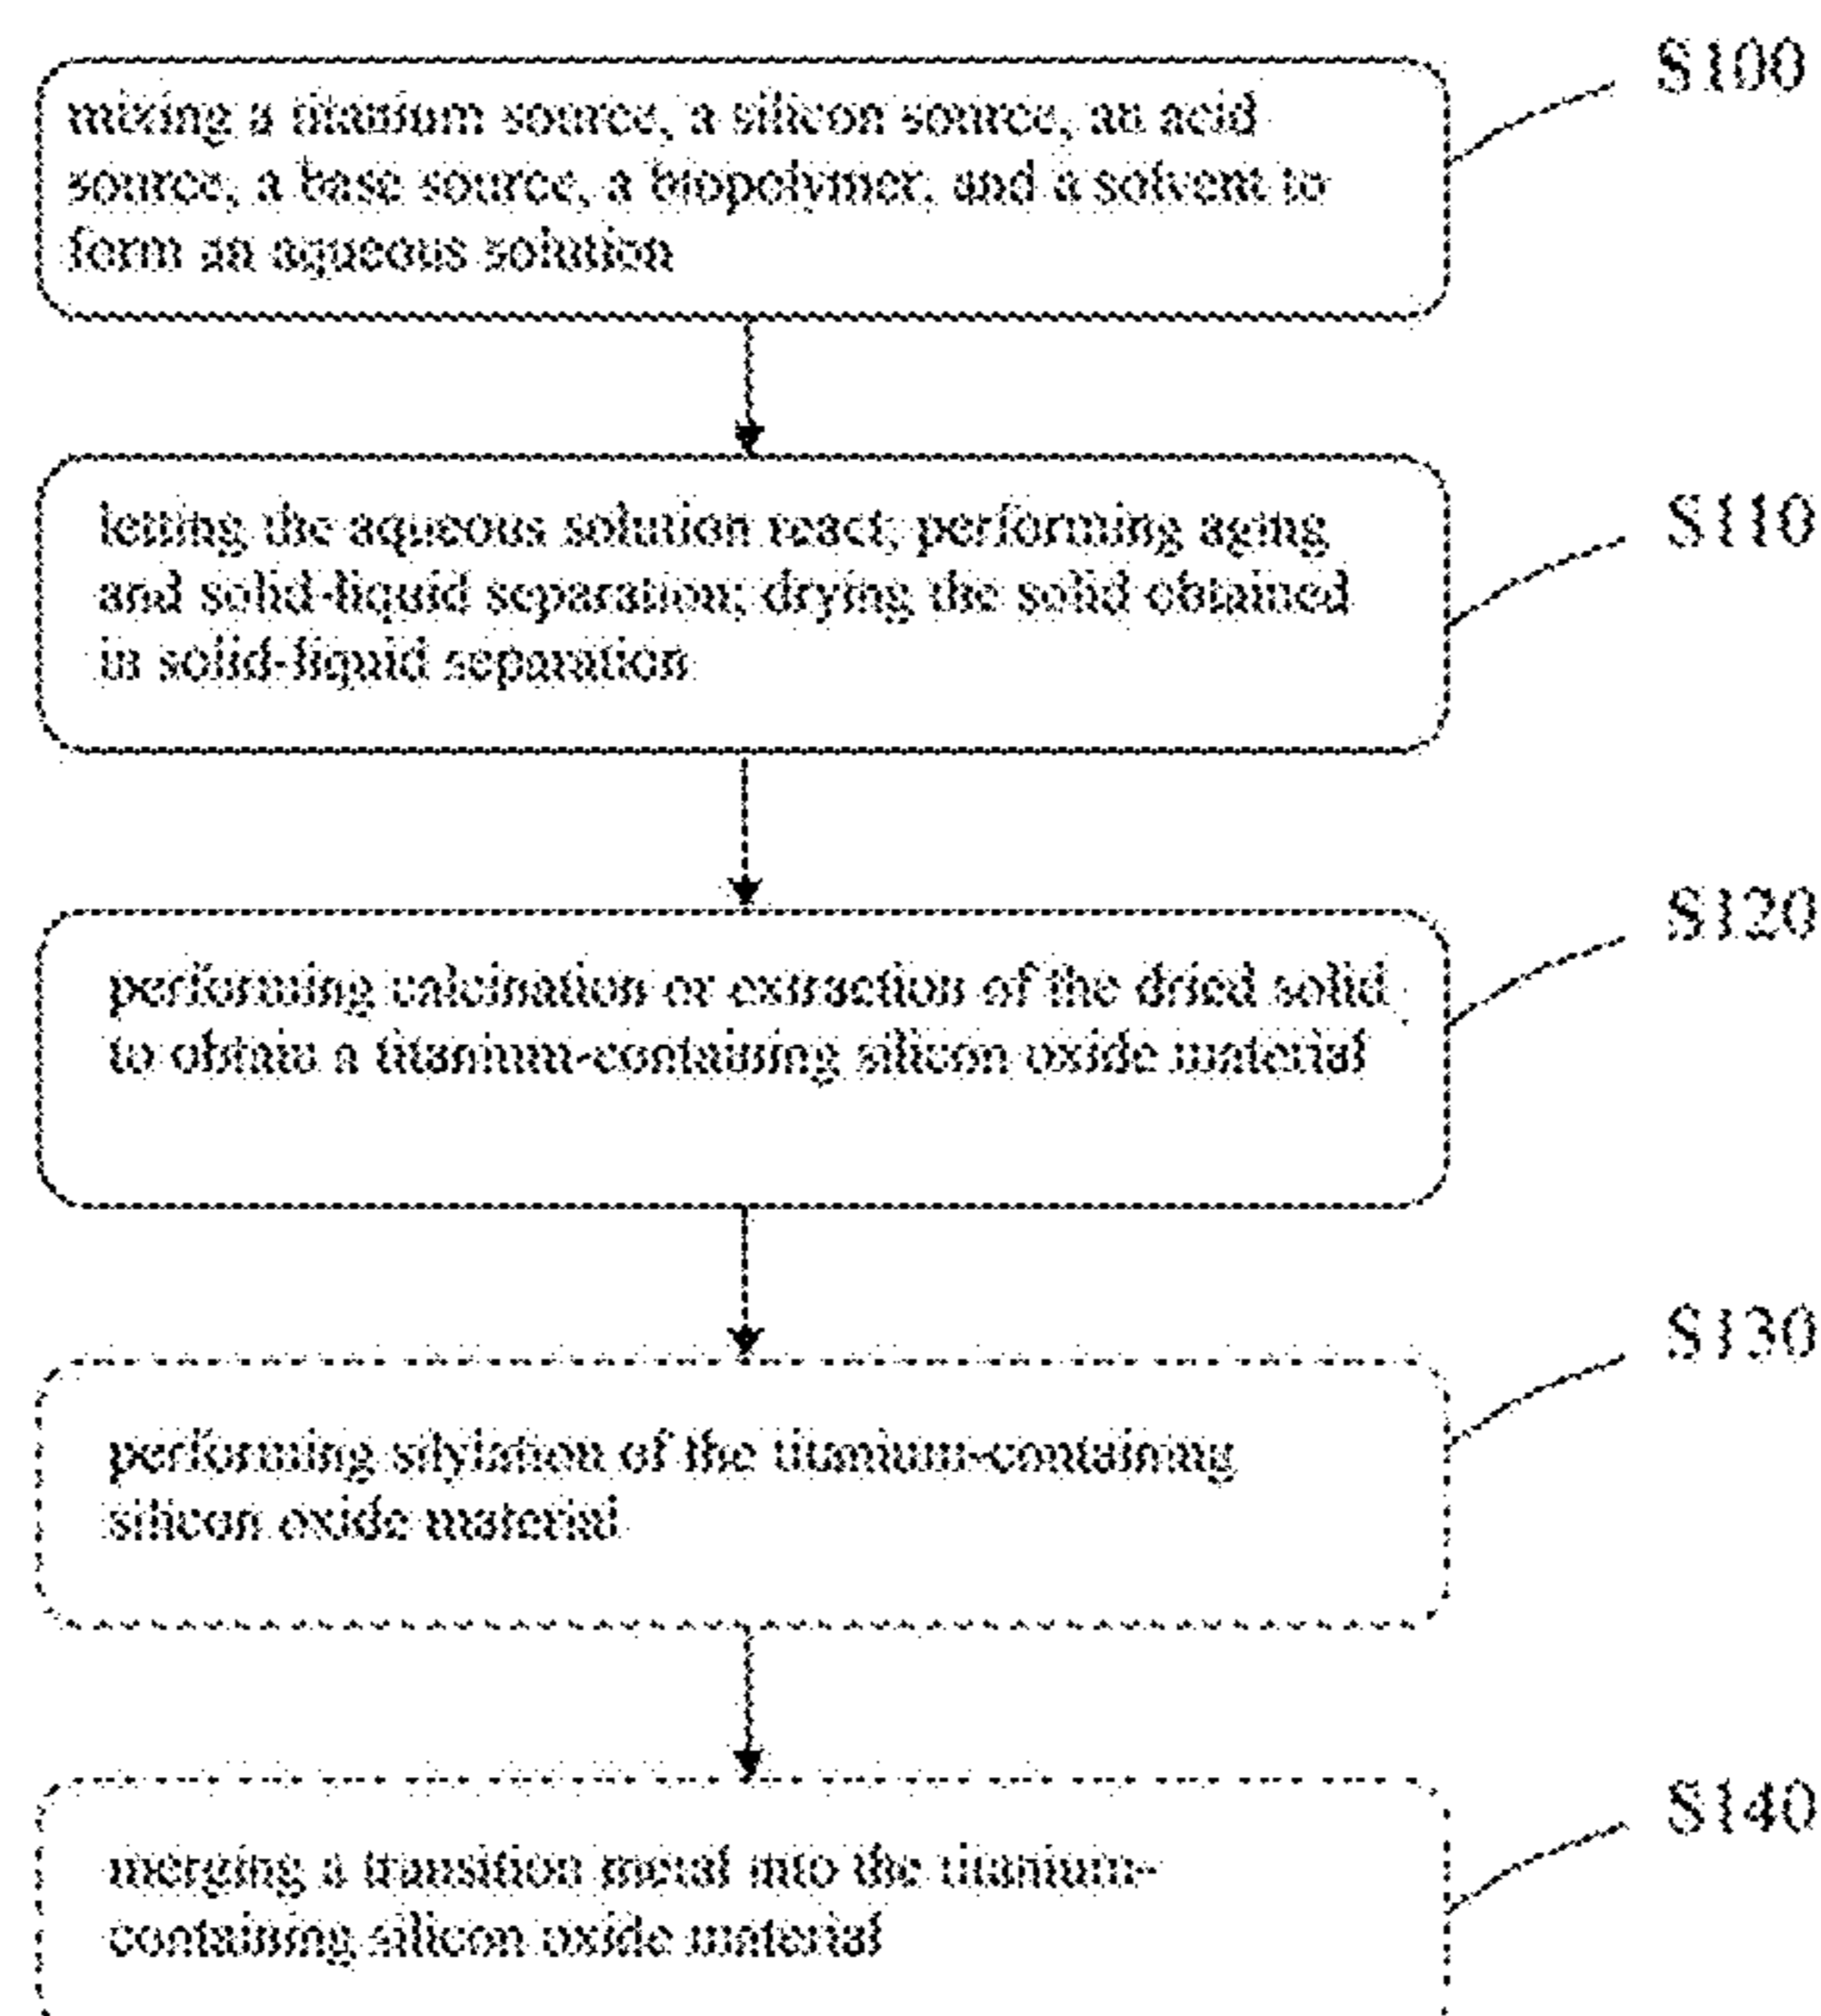 S100
mixing a titanium source, a silicon source, an acid
source, a base source, a biopolymer, and a solvent to
form an aqueous solution
S110
letting the aqueous solution react; performing aging
and solid-liquid separation; drying the solid obtained
in solid-liquid separation
S120
performing calcination or extraction of the dried solid
to obtain a titanium-containing silicon oxide material
S130
performing silylation of the titanium-containing
silicon oxide material
S140
merging a transition metal into the titanium-
containing silicon oxide material